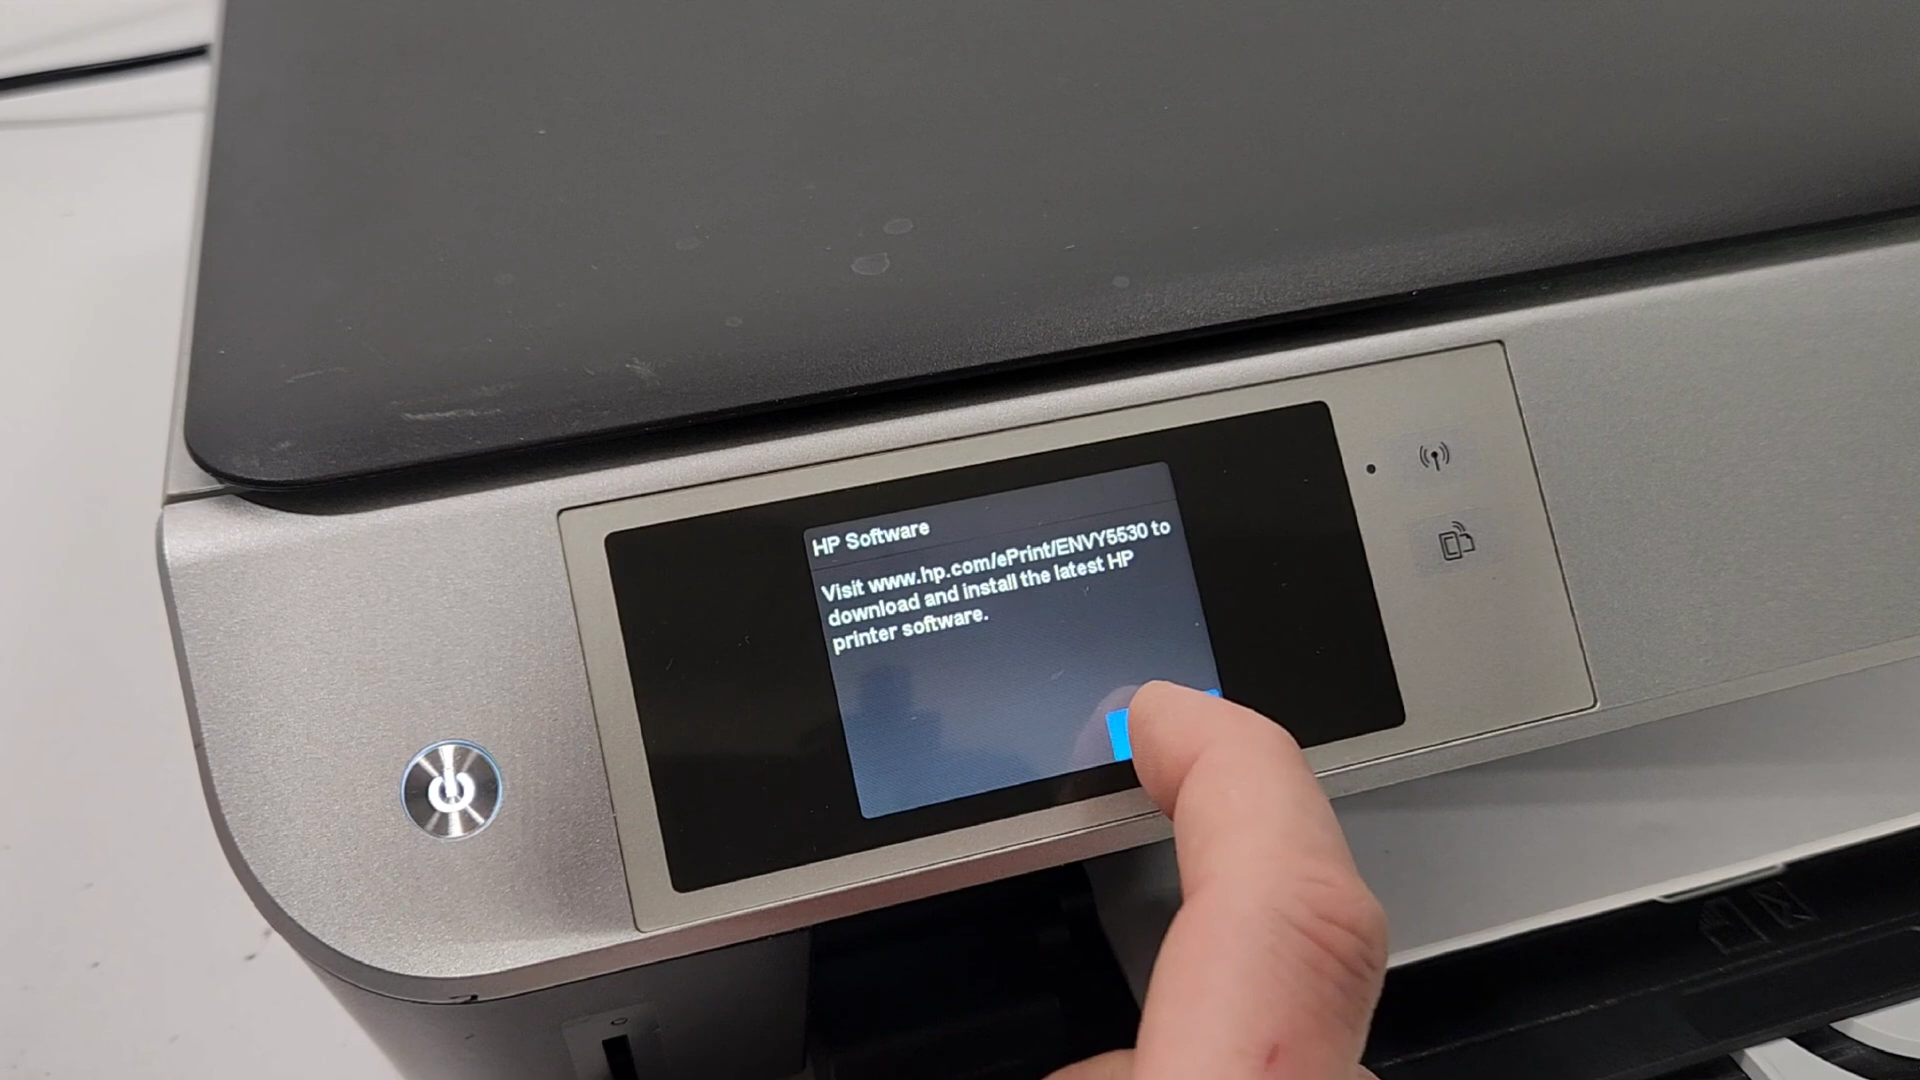 HP Software
Visit www.hp.com/ePrint/ENVY5530 to
download and install the latest HP
printer software.